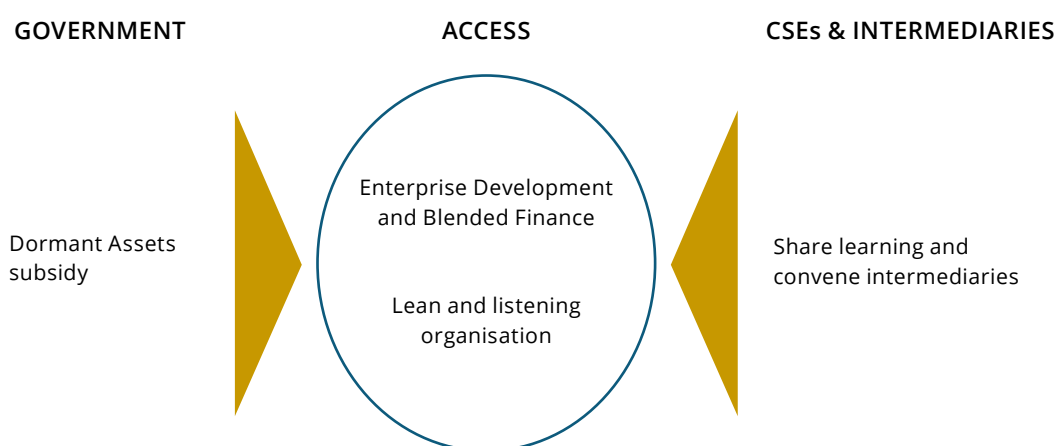 GOVERNMENT
ACCESS
CSEs & INTERMEDIARIES
Enterprise Development
and Blended Finance
Dormant Assets
subsidy
Share learning and
convene intermediaries
Lean and listening
organisation